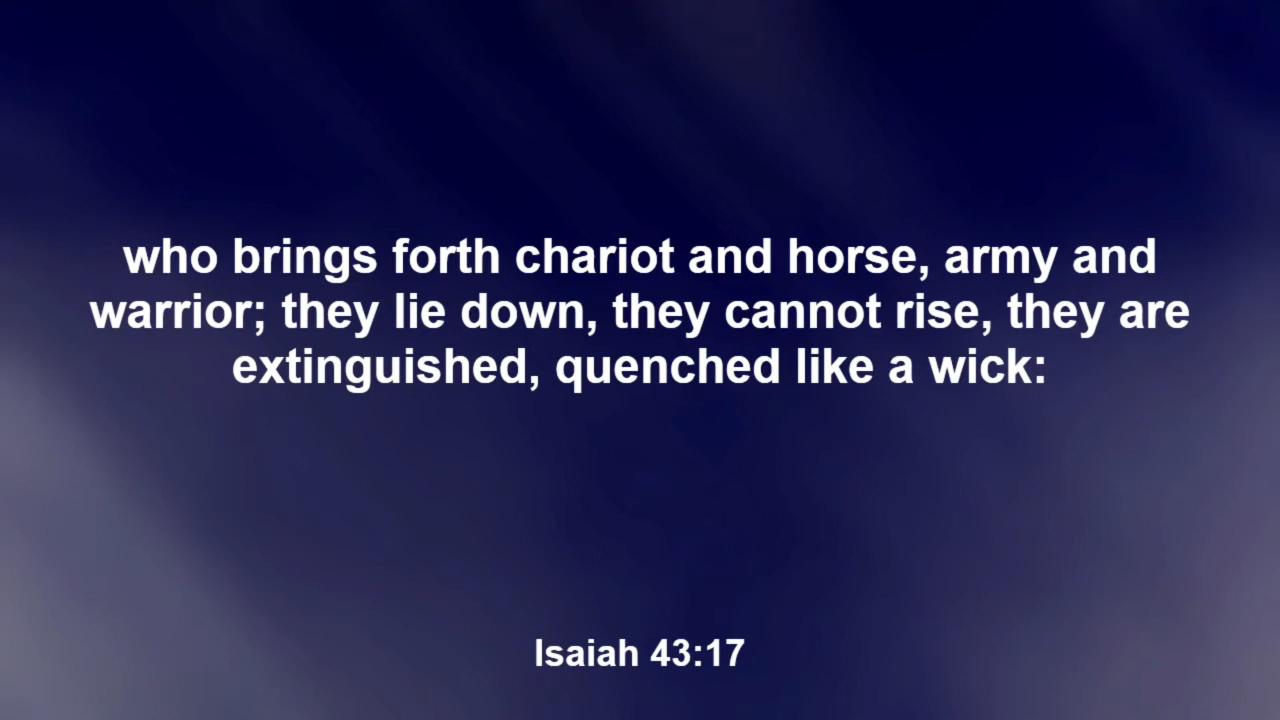 who brings forth chariot and horse, army and
warrior; they lie down, they cannot rise, they are
extinguished, quenched like a wick:
Isaiah 43:17